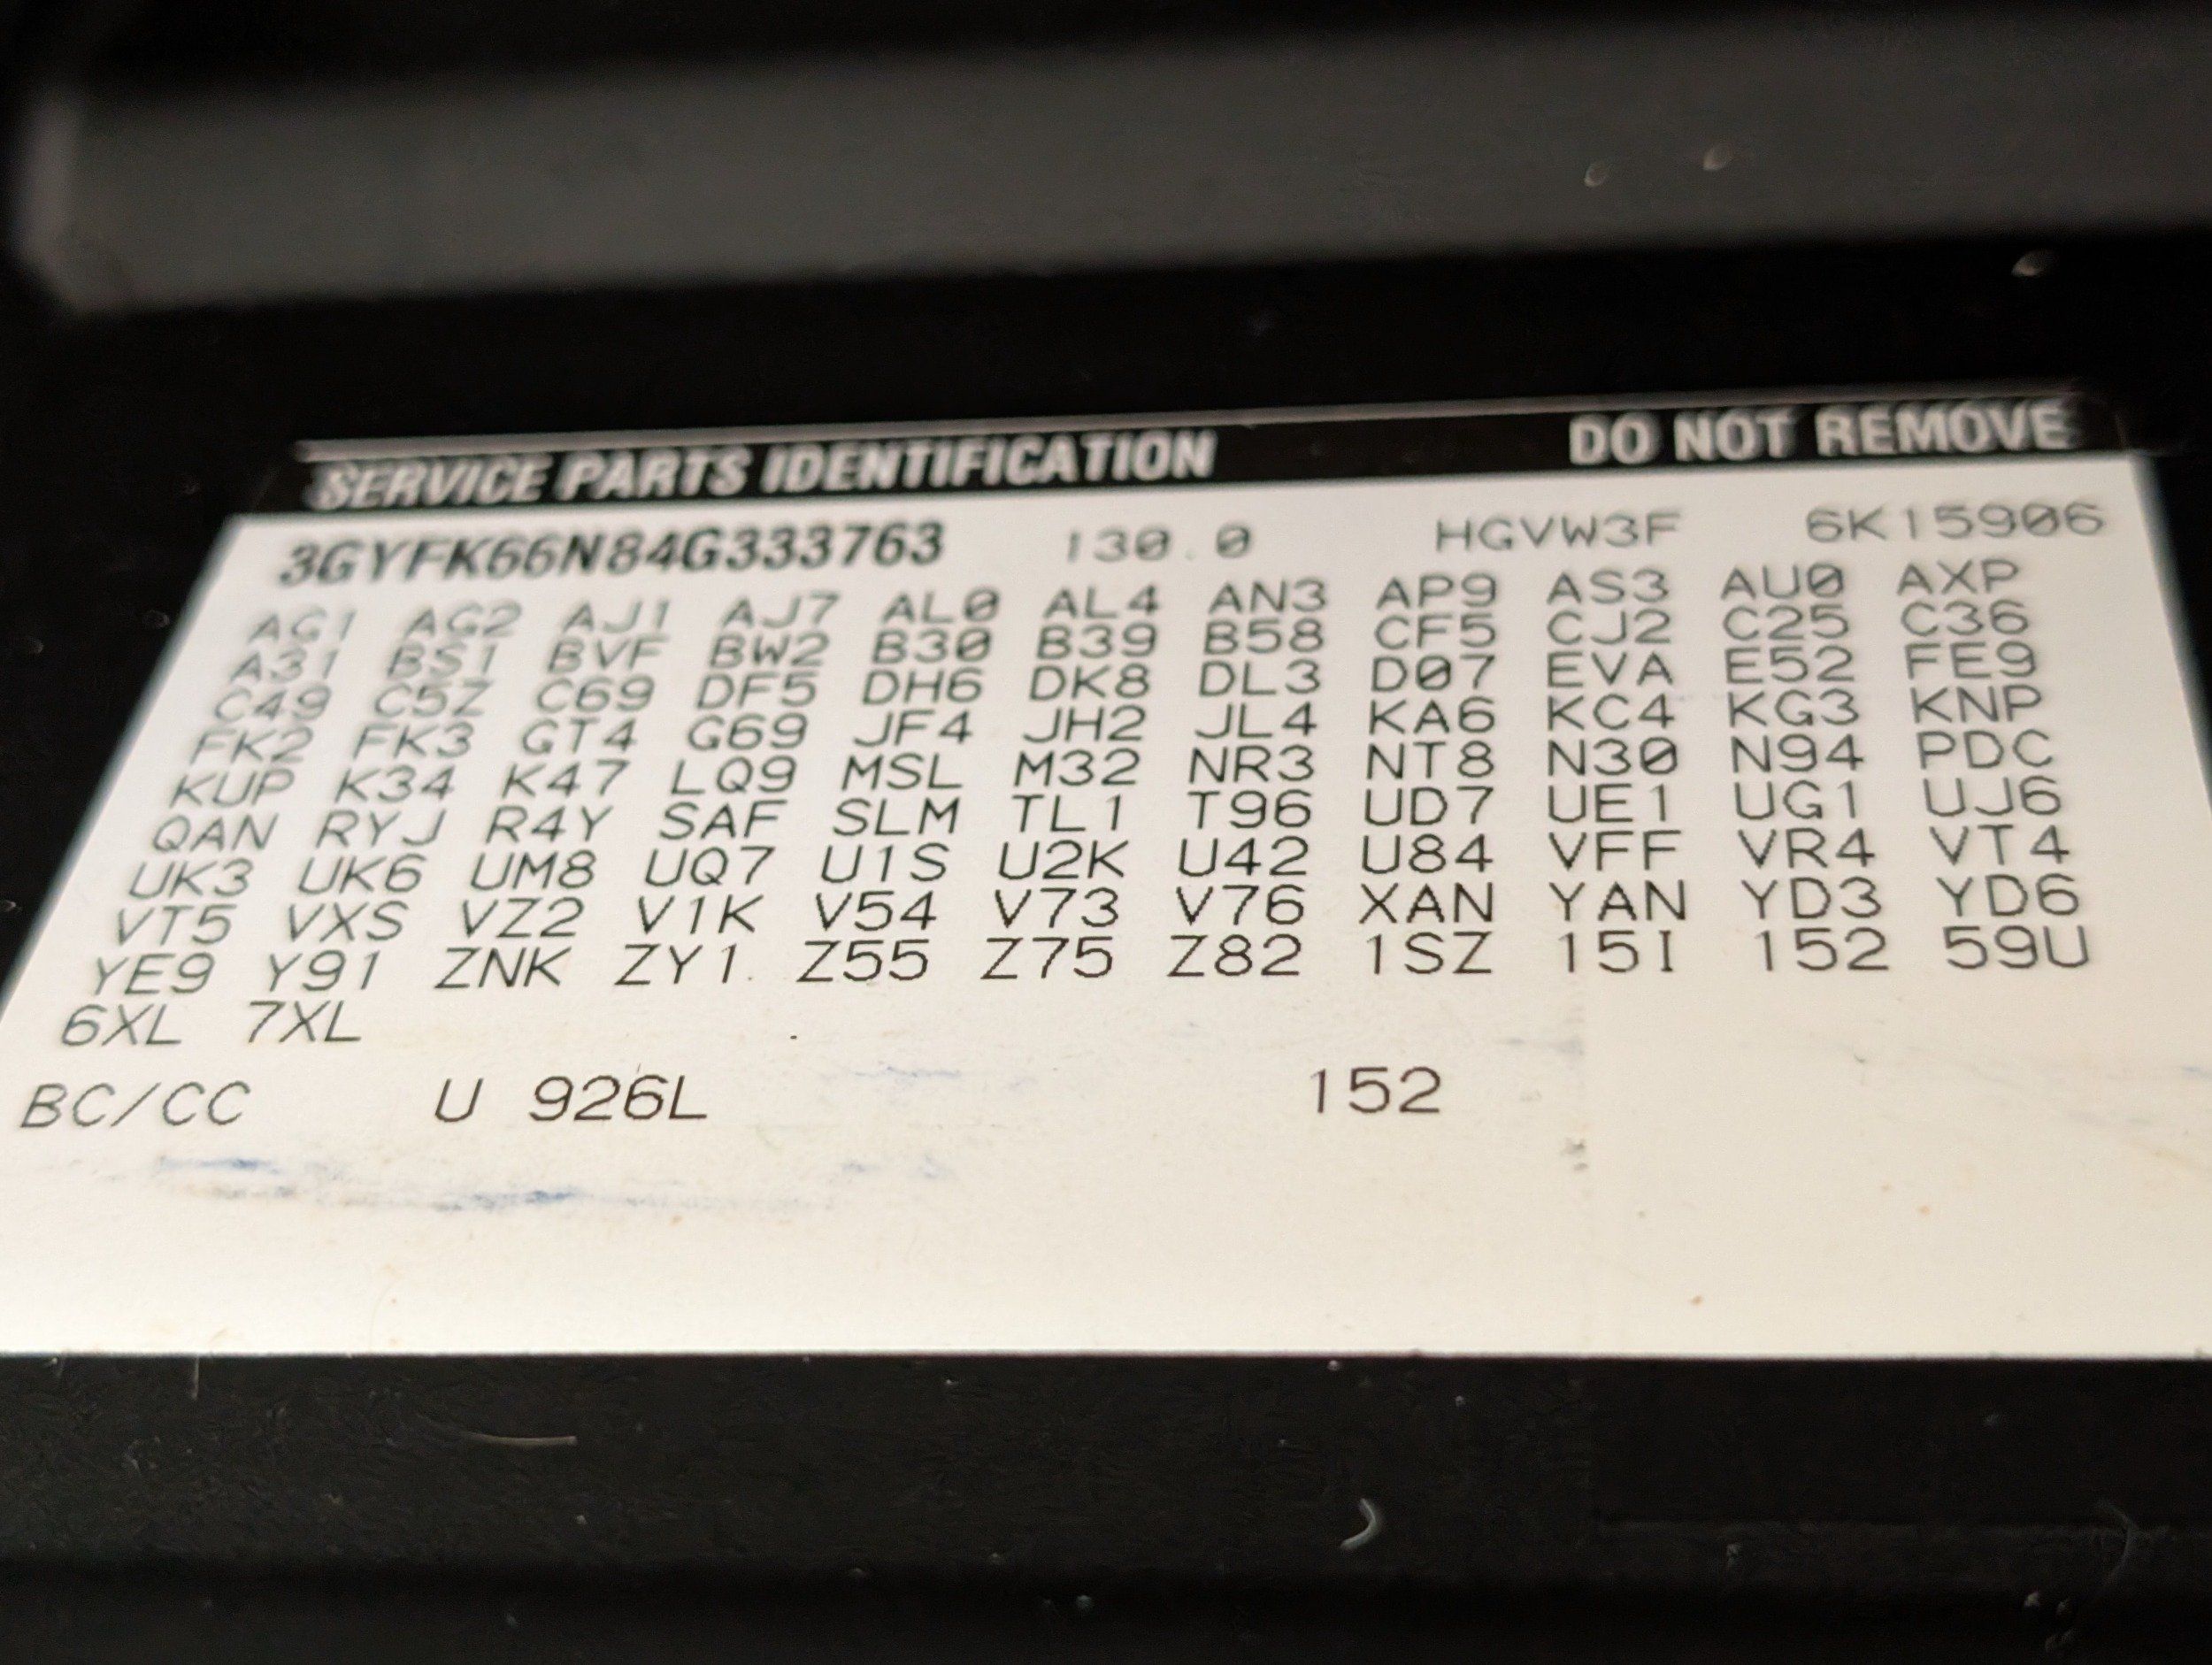 SERVICE PARTS IDENTIFICATION DO NOT REMOVE
3GYFK66N84G333763 130.0 HGVW3F 6K15906
AG1 AG2 AJ1 AJ7 AL0 AL4 AN3 AP9 AS3 AU0 AXP
A31 BS1 BVF BW2 B30 B39 B58 CF5 CJ2 C25 C36
C49 C5Z C69 DF5 DH6 DK8 DL3 D07 EVA E52 FE9
FK2 FK3 GT4 G69 JF4 JH2 JL4 KA6 KC4 KG3 KNP
KUP K34 K47 LQ9 MSL M32 NR3 NT8 N30 N94 PDC
QAN RYJ R4Y SAF SLM TL1 T96 UD7 UE1 UG1 UJ6
UK3 UK6 UM8 UQ7 U1S U2K U42 U84 VFF VR4 VT4
VT5 VXS VZ2 V1K V54 V73 V76 XAN YAN YD3 YD6
YE9 Y91 ZNK ZY1 Z55 Z75 Z82 1SZ 15I 152 59U
6XL 7XL
BC/CC U 926L 152